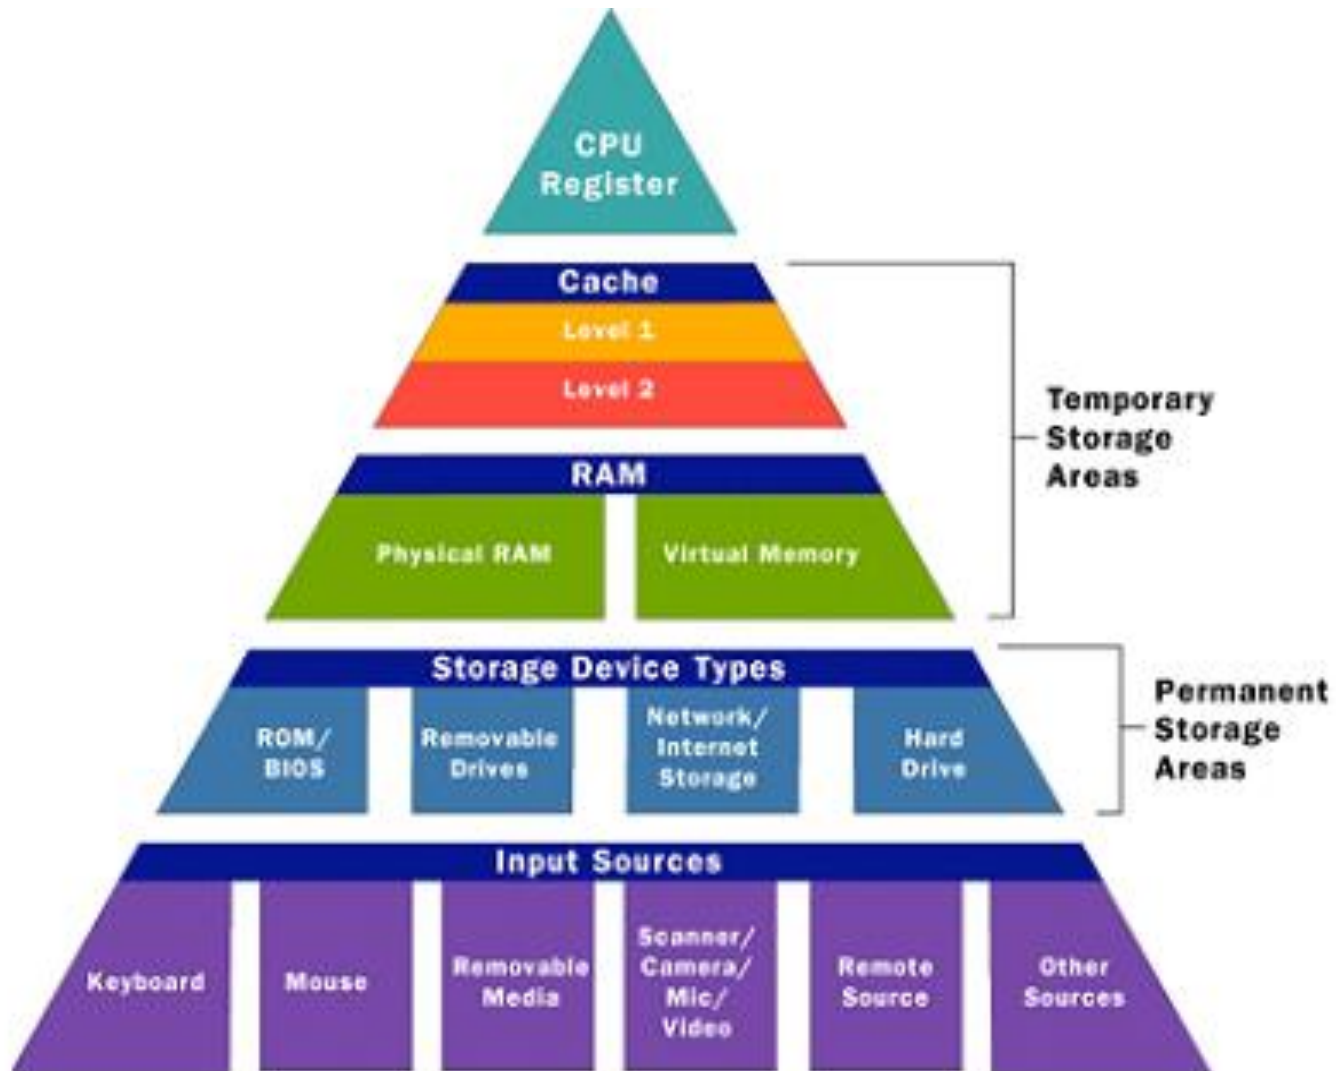 CPU
Register
Cache
Level 1
Level 2
Temporary
Storage
Areas
RAM
Physical RAM
Virtual Memory
Storage Device Types
ROM/
BIOS
Removable
Drives
Network/
Internet
Storage
Hard
Drive
Permanent
Storage
Areas
Input Sources
Keyboard
Mouse
Removable
Media
Scanner/
Camera/
Mic/
Video
Remote
Source
Other
Sources